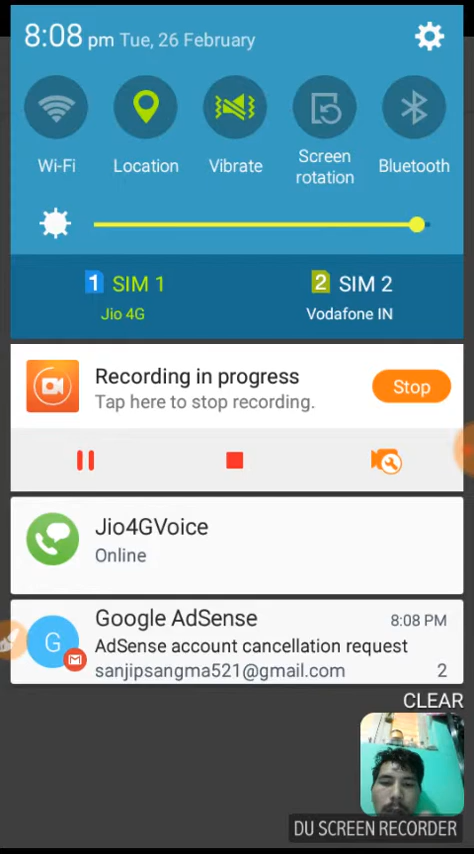 8:08 pm Tue, 26 February
Wi-Fi
Location
Vibrate
Screen
rotation
Bluetooth
1 SIM 1
Jio 4G
2 SIM 2
Vodafone IN
Recording in progress
Tap here to stop recording.
Stop
Jio4GVoice
Online
G
Google AdSense 8:08 PM
AdSense account cancellation request
sanjipsangma521@gmail.com 2
CLEAR
DU SCREEN RECORDER